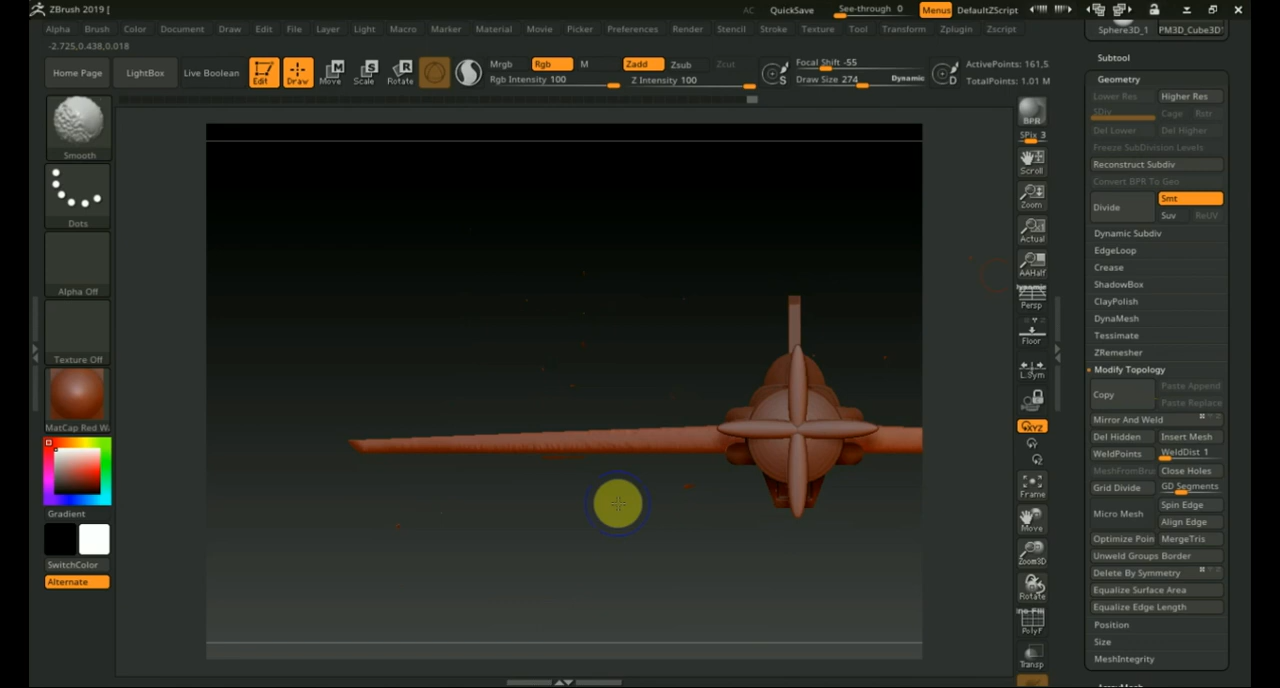 ZBrush 2019 [
AC QuickSave See-through 0 Menus DefaultZScript
Alpha Brush Color Document Draw Edit File Layer Light Macro Marker Material Movie Picker Preferences Render Stencil Stroke Texture Tool Transform Zplugin Zscript
-2.725,0.438,0.018
Home Page LightBox Live Boolean Edit Draw Move Scale Rotate
Mrgb Rgb M Zadd Zsub Zcut
Rgb Intensity 100 Z Intensity 100
Focal Shift -55
Draw Size 274 Dynamic
ActivePoints: 161,5
TotalPoints: 1.01 M
Smooth
Dots
Alpha Off
Texture Off
MatCap Red Wa
Gradient
SwitchColor
Alternate
BPR
SPix 3
Scroll
Zoom
Actual
AAHalf
Dynamic
Persp
Floor
L.Sym
XYZ
Frame
Move
Zoom3D
Rotate
Line Fill
PolyF
Transp
Sphere3D_1 PM3D_Cube3D
Subtool
Geometry
Lower Res Higher Res
SDiv Cage Rstr
Del Lower Del Higher
Freeze SubDivision Levels
Reconstruct Subdiv
Convert BPR To Geo
Divide Smt
Suv ReUV
Dynamic Subdiv
EdgeLoop
Crease
ShadowBox
ClayPolish
DynaMesh
Tessimate
ZRemesher
Modify Topology
Copy Paste Append
Paste Replace
Mirror And Weld
Del Hidden Insert Mesh
WeldPoints WeldDist 1
MeshFromBru Close Holes
Grid Divide GD Segments
Micro Mesh Spin Edge
Align Edge
Optimize Poin MergeTris
Unweld Groups Border
Delete By Symmetry
Equalize Surface Area
Equalize Edge Length
Position
Size
MeshIntegrity
ArrayMesh